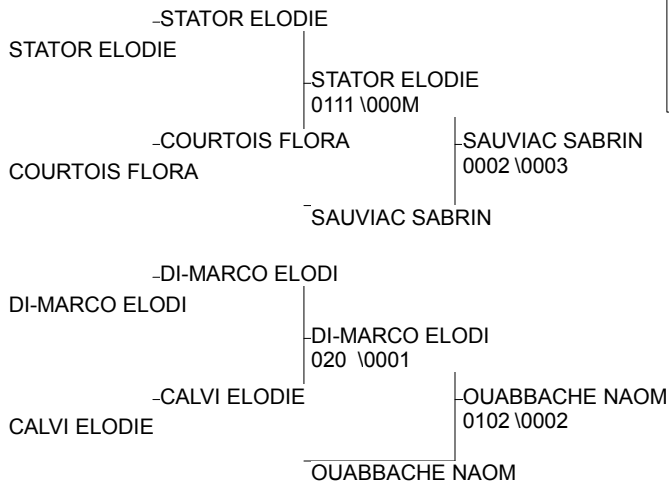 STATOR ELODIE
STATOR ELODIE
STATOR ELODIE
0111 \000M
COURTOIS FLORA
SAUVIAC SABRIN
COURTOIS FLORA
0002 \0003
SAUVIAC SABRIN
DI-MARCO ELODI
DI-MARCO ELODI
DI-MARCO ELODI
020 \0001
CALVI ELODIE
OUABBACHE NAOM
CALVI ELODIE
0102 \0002
OUABBACHE NAOM